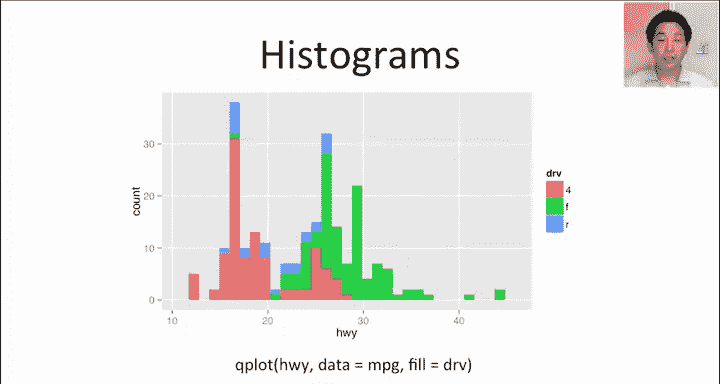 Histograms
30
20
10
0
count
10
20
30
40
hwy
drv
4
f
r
qplot(hwy, data = mpg, fill = drv)